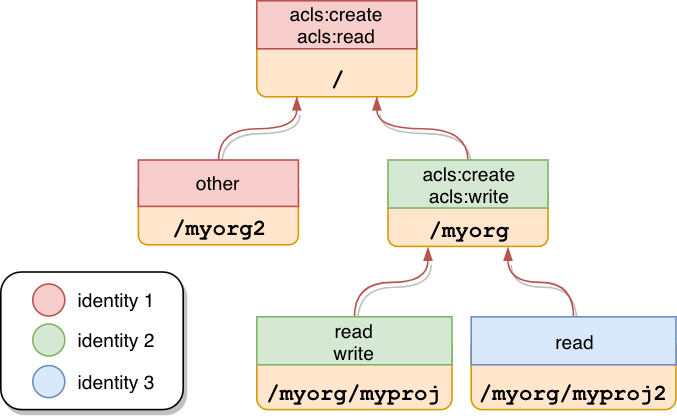 acls:create
acls:read
/
other
/myorg2
acls:create
acls:write
/myorg
identity 1
identity 2
identity 3
read
write
/myorg/myproj
read
/myorg/myproj2